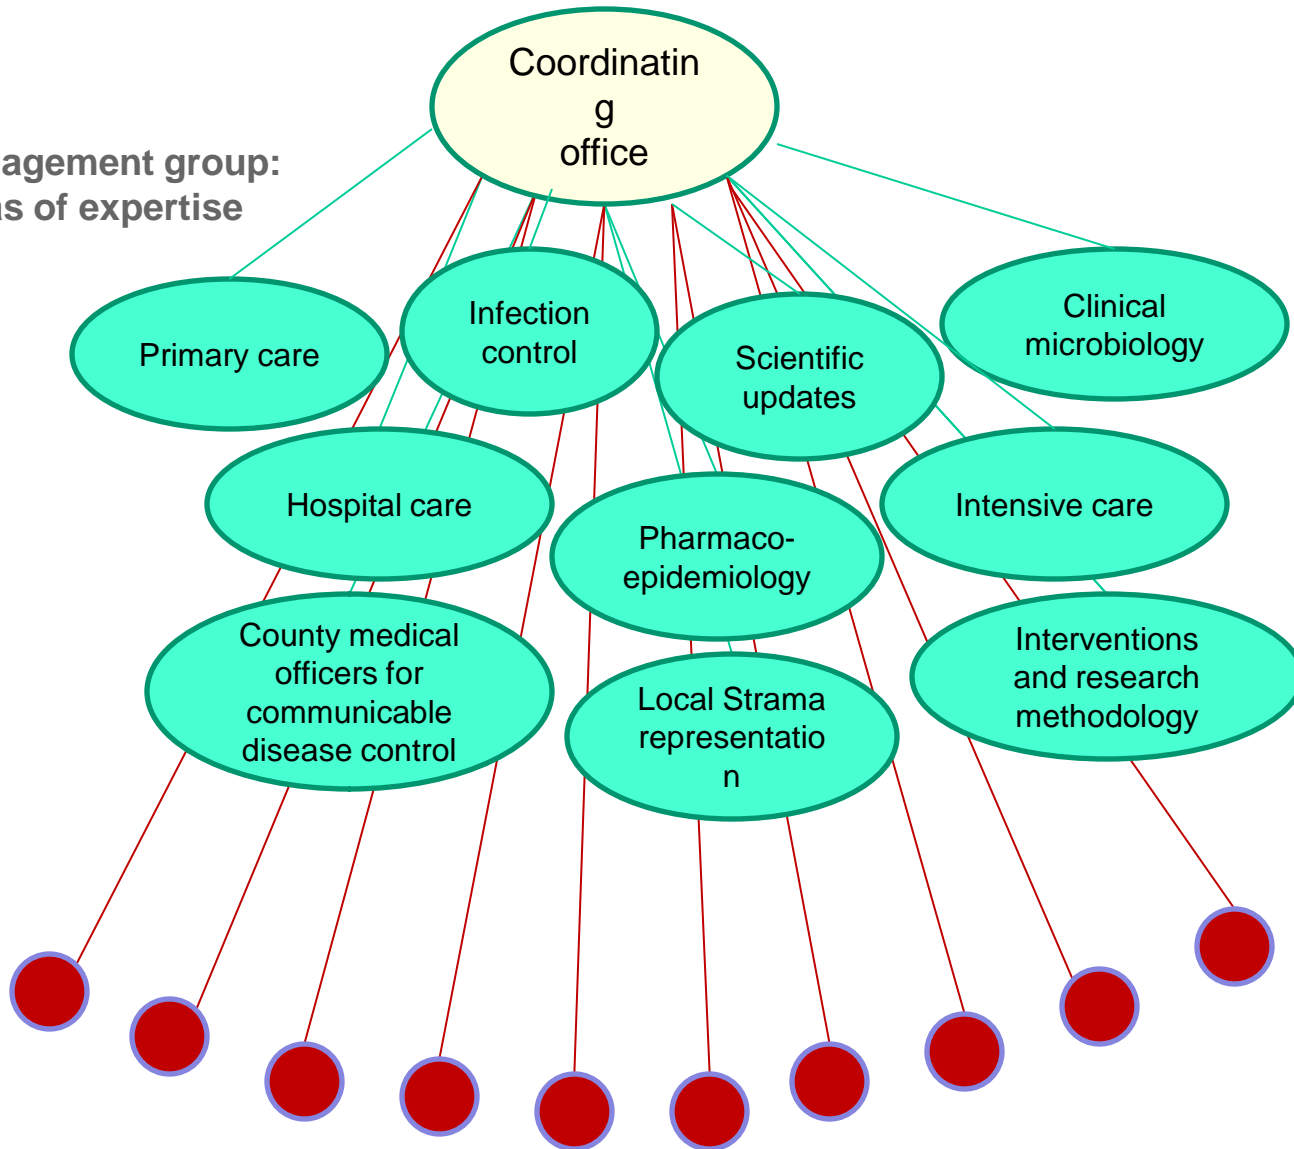 Coordinatin
g
office
agement group:
as of expertise
Primary care
Infection
control
Scientific
updates
Clinical
microbiology
Hospital care
Pharmaco-
epidemiology
Intensive care
County medical
officers for
communicable
disease control
Local Strama
representatio
n
Interventions
and research
methodology